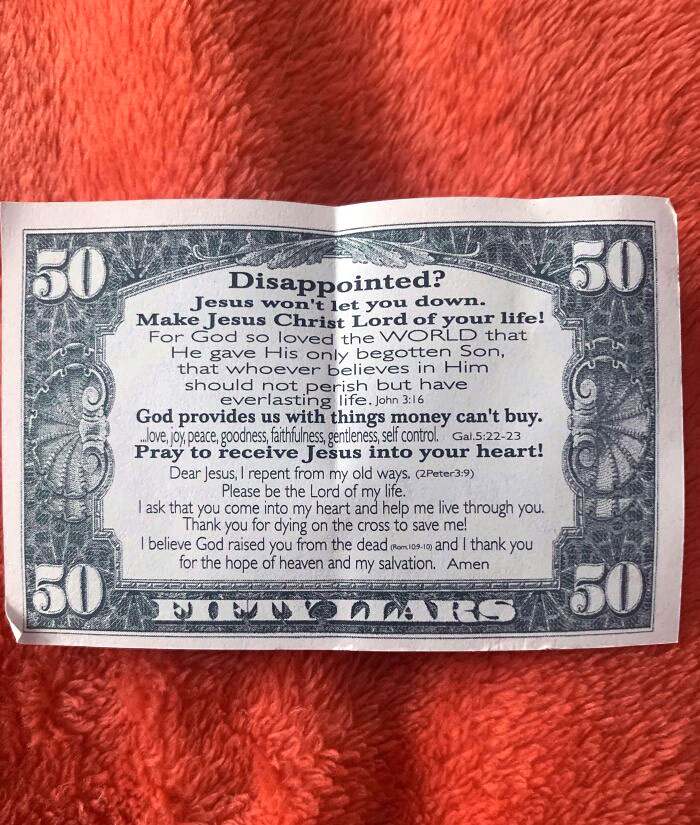 50 50
Disappointed?
Jesus won't let you down.
Make Jesus Christ Lord of your life!
For God so loved the WORLD that
He gave His only begotten Son,
that whoever believes in Him
should not perish but have
everlasting life. John 3:16
God provides us with things money can't buy.
...love, joy, peace, goodness, faithfulness, gentleness, self control. Gal.5:22-23
Pray to receive Jesus into your heart!
Dear Jesus, I repent from my old ways. (2Peter3:9)
Please be the Lord of my life.
I ask that you come into my heart and help me live through you.
Thank you for dying on the cross to save me!
I believe God raised you from the dead (Rom.10:9-10) and I thank you
for the hope of heaven and my salvation. Amen
50 50